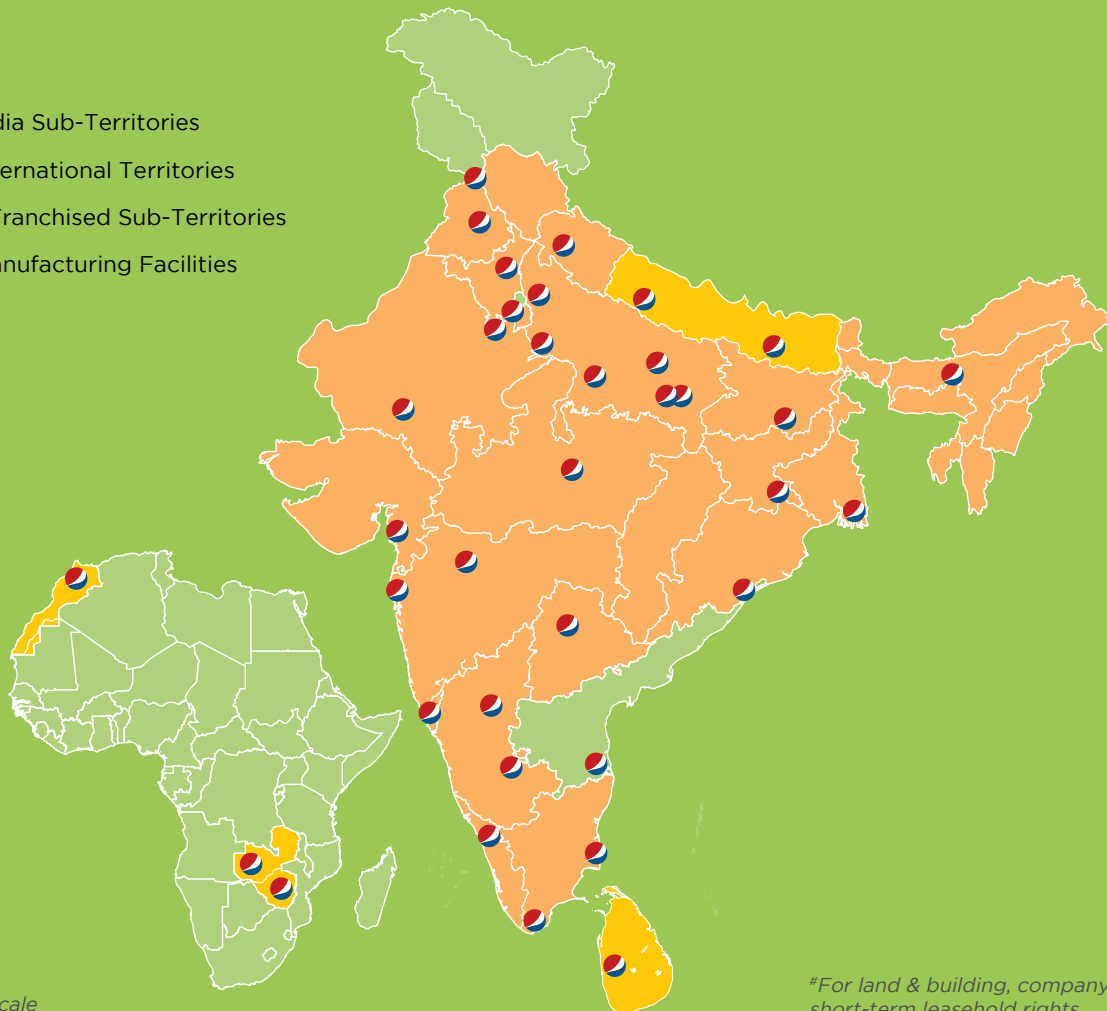 dia Sub-Territories
ernational Territories
Franchised Sub-Territories
nufacturing Facilities
cale
#For land & building, company
short-term leasehold rights